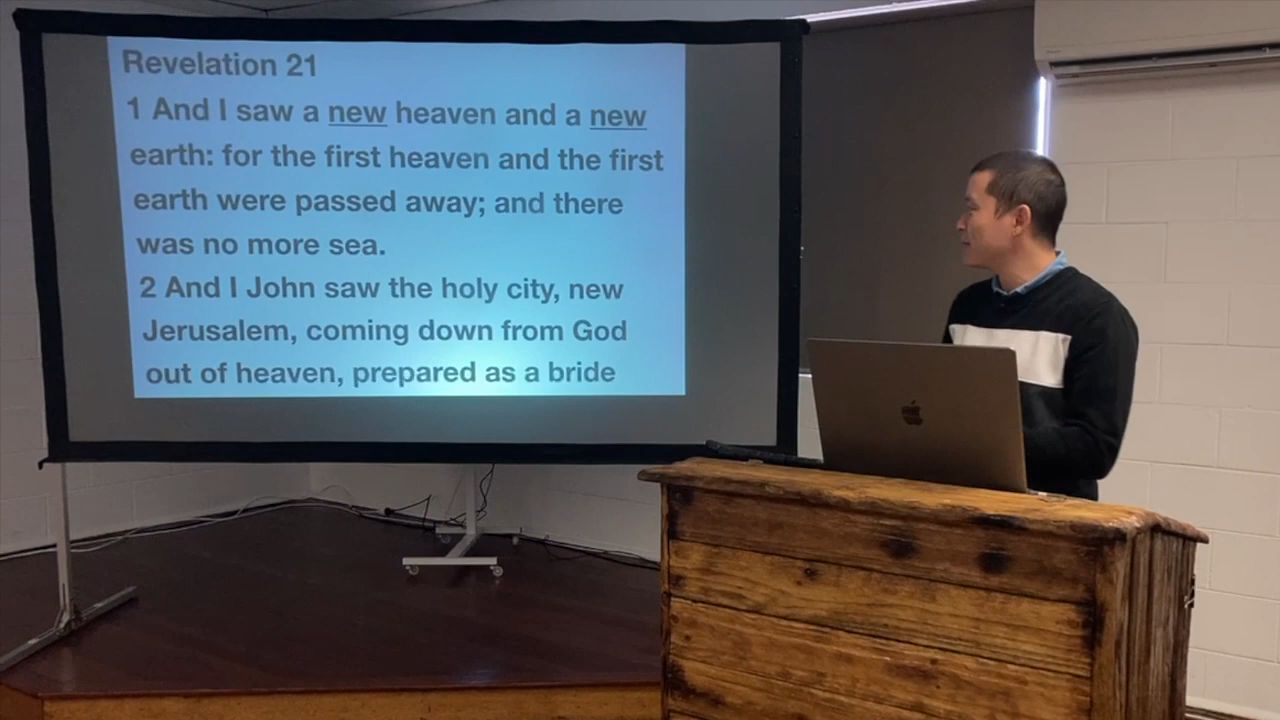 Revelation 21
1 And I saw a new heaven and a new
earth: for the first heaven and the first
earth were passed away; and there
was no more sea.
2 And I John saw the holy city, new
Jerusalem, coming down from God
out of heaven, prepared as a bride